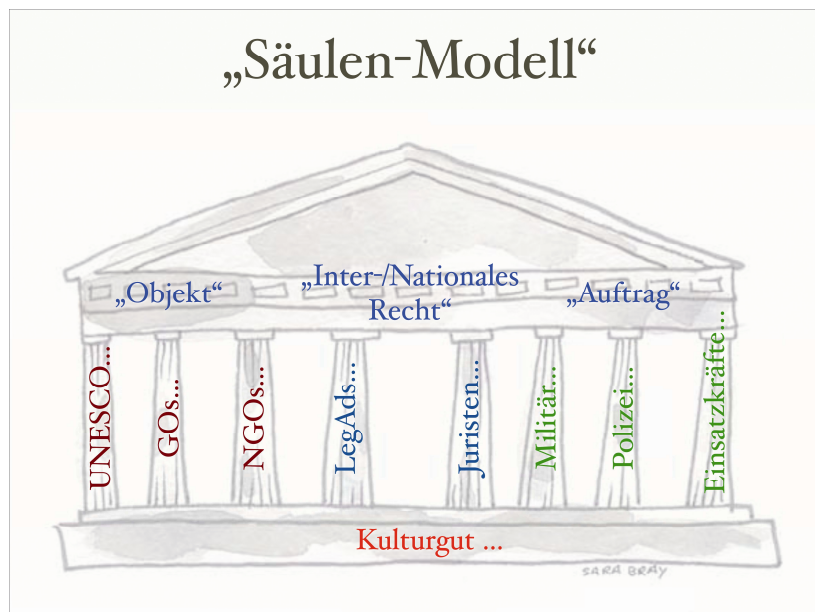 „Säulen-Modell“
„Objekt“
„Inter-/Nationales
Recht“
„Auftrag“
UNESCO...
GOs...
NGOs...
LegAds...
Juristen...
Militär...
Polizei...
Einsatzkräfte...
Kulturgut ...
SARA BRAY